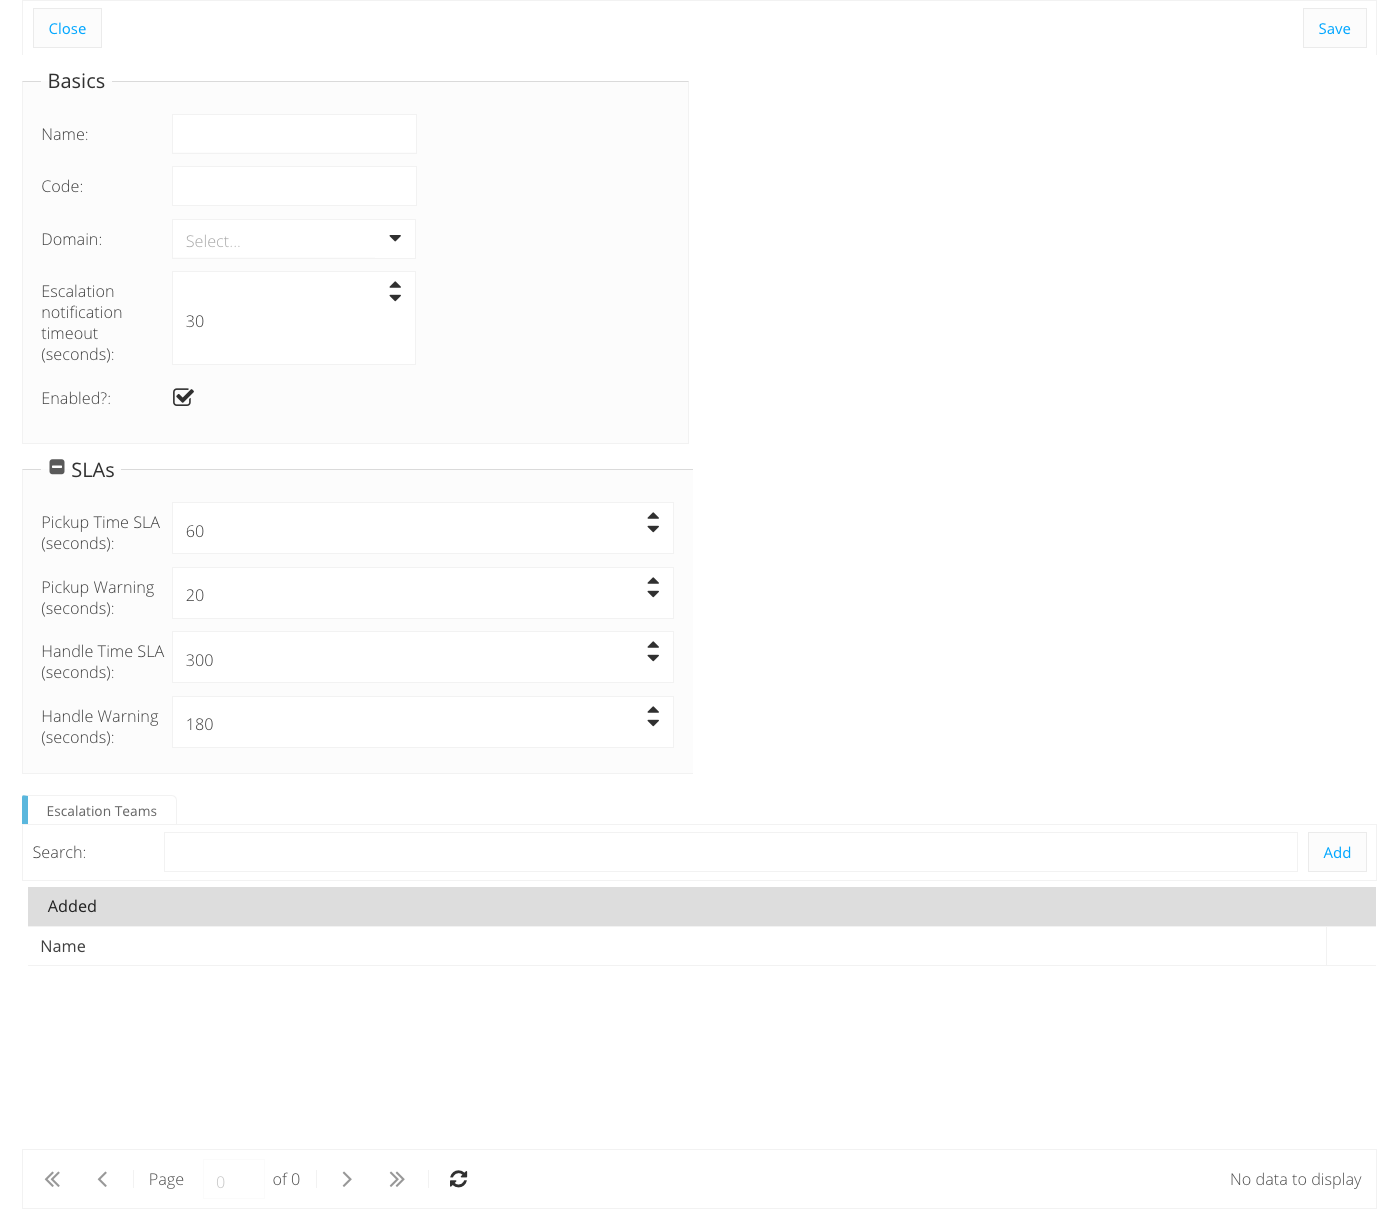 Close
Save
Basics
Name:
Code:
Domain:
Select...
Escalation
notification
timeout
(seconds):
30
Enabled?:
SLAs
Pickup Time SLA
(seconds):
60
Pickup Warning
(seconds):
20
Handle Time SLA
(seconds):
300
Handle Warning
(seconds):
180
Escalation Teams
Search:
Add
Added
Name
Page 0 of 0
No data to display